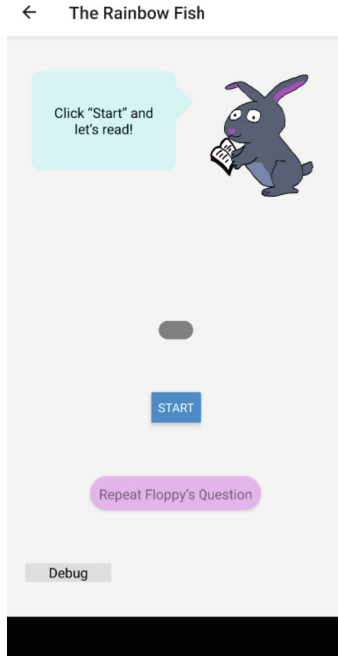 The Rainbow Fish
Click “Start” and
let’s read!
START
Repeat Floppy’s Question
Debug